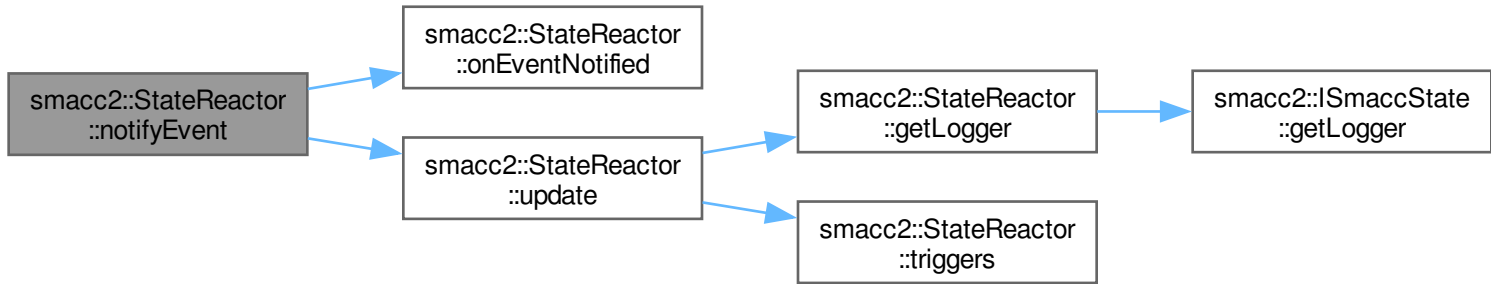 smacc2::StateReactor
::notifyEvent
smacc2::StateReactor
::onEventNotified
smacc2::StateReactor
::update
smacc2::StateReactor
::getLogger
smacc2::StateReactor
::triggers
smacc2::ISmaccState
::getLogger